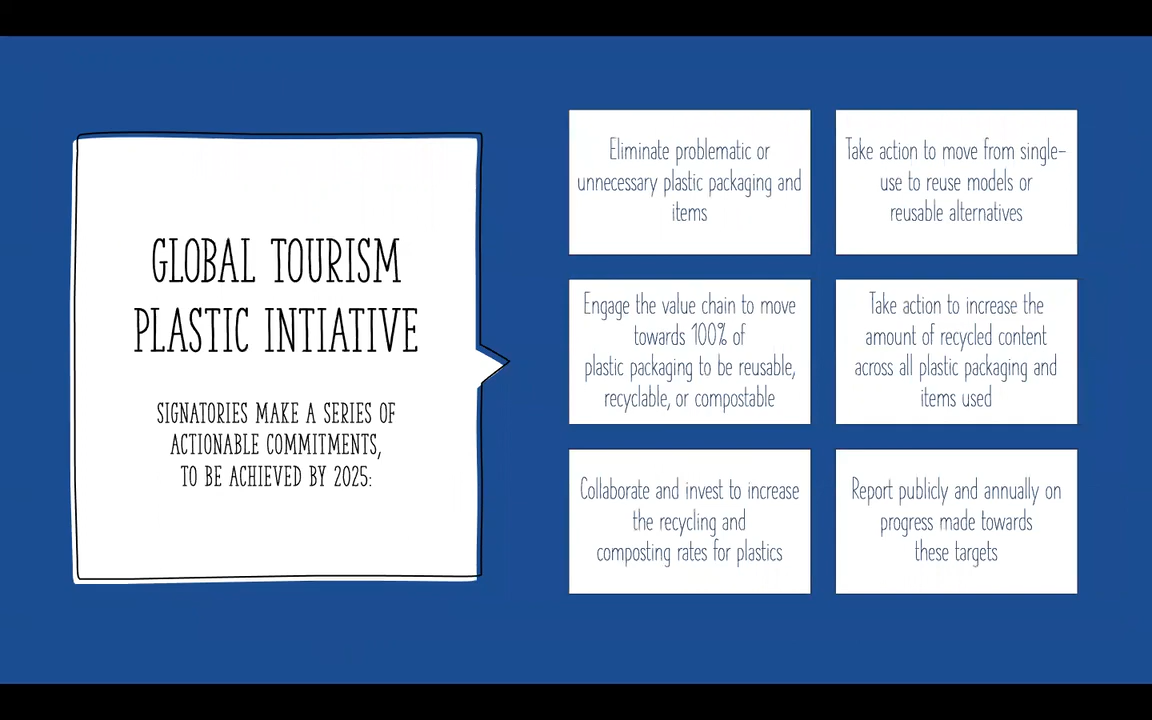 GLOBAL TOURISM
PLASTIC INTIATIVE
SIGNATORIES MAKE A SERIES OF
ACTIONABLE COMMITMENTS,
TO BE ACHIEVED BY 2025:
Eliminate problematic or
unnecessary plastic packaging and
items
Take action to move from single-
use to reuse models or
reusable alternatives
Engage the value chain to move
towards 100% of
plastic packaging to be reusable,
recyclable, or compostable
Take action to increase the
amount of recycled content
across all plastic packaging and
items used
Collaborate and invest to increase
the recycling and
composting rates for plastics
Report publicly and annually on
progress made towards
these targets